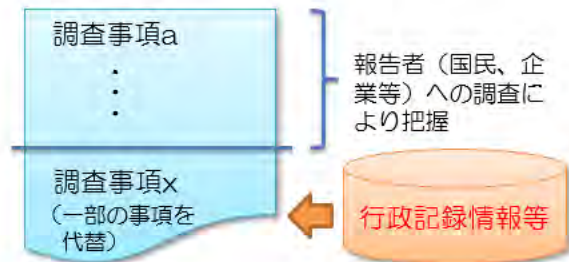 調査事項a
・
・
・
報告者（国民、企
業等）への調査に
より把握
調査事項x
（一部の事項を
代替）
行政記録情報等